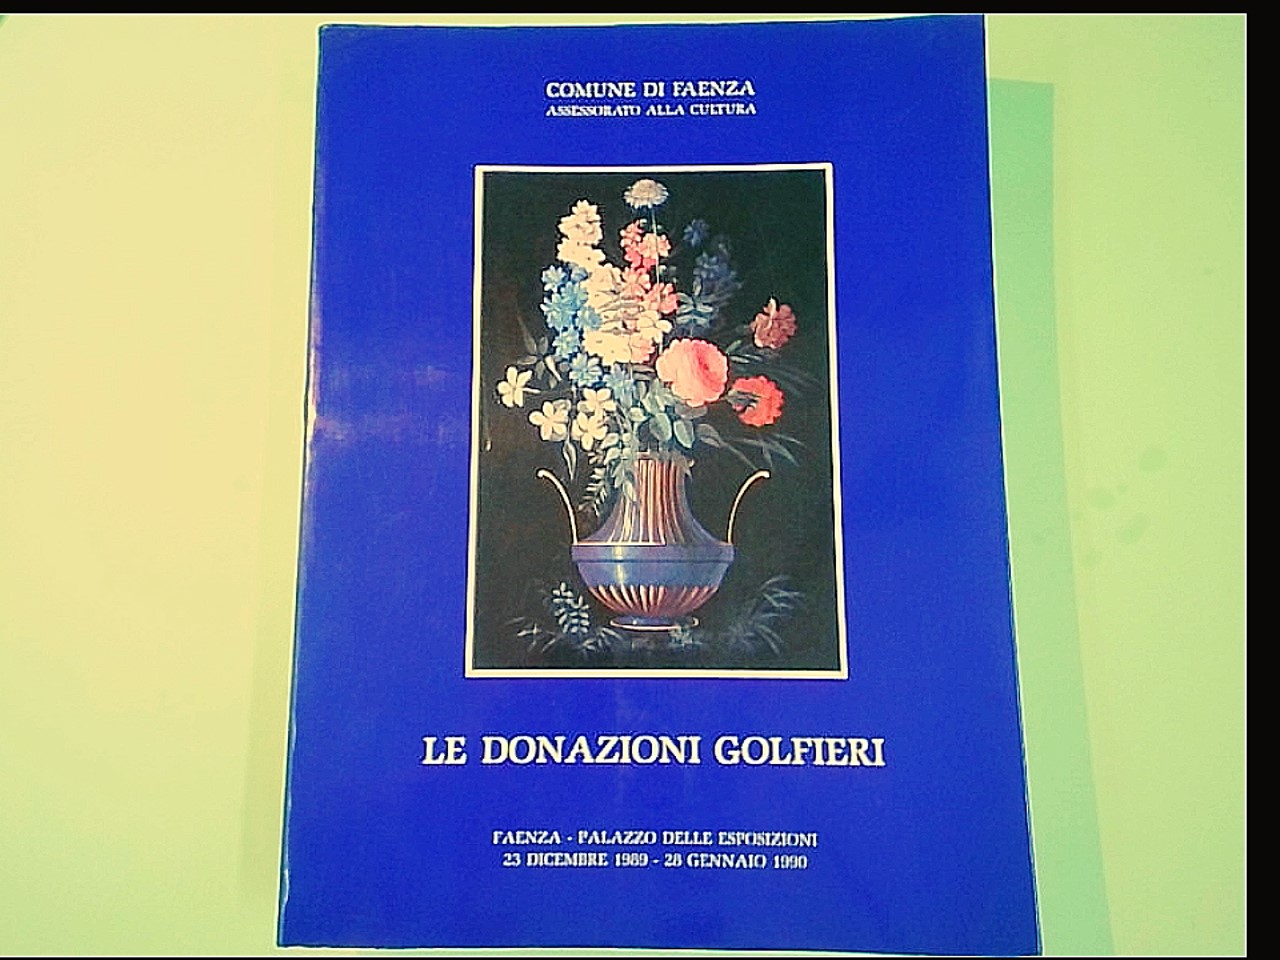 COMUNE DI FAENZA
ASSESSORATO ALLA CULTURA
LE DONAZIONI GOLFIERI
FAENZA - PALAZZO DELLE ESPOSIZIONI
23 DICEMBRE 1989 - 28 GENNAIO 1990